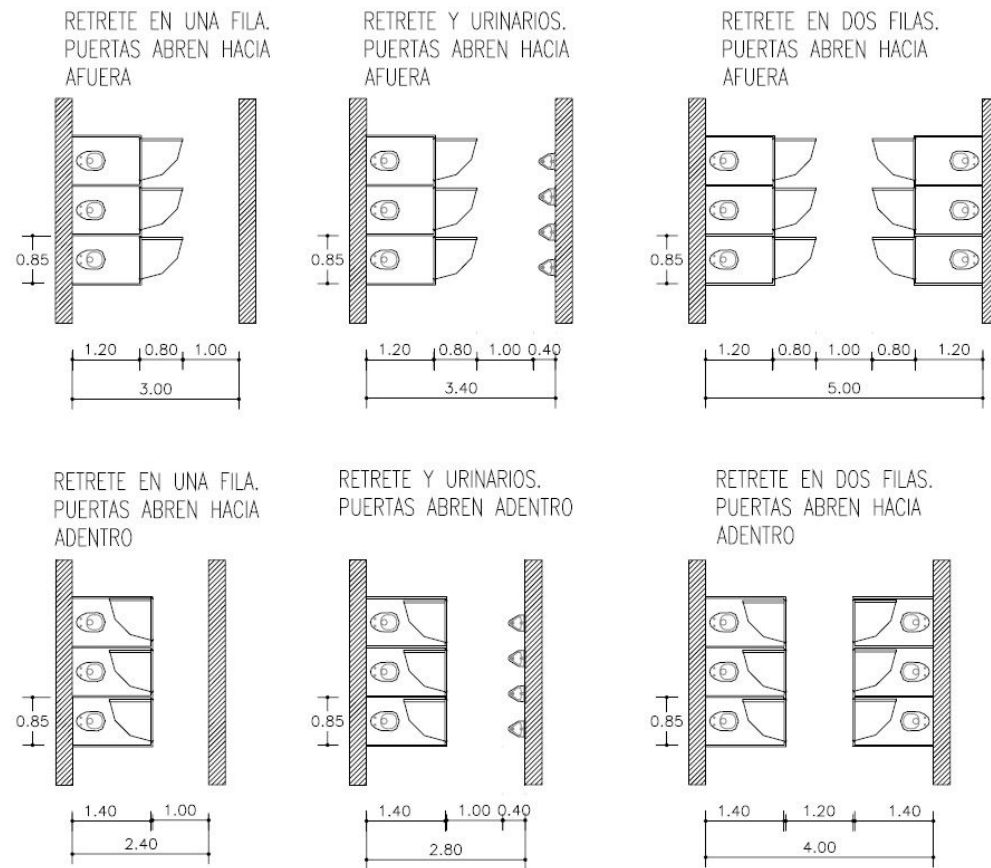 RETRETE EN UNA FILA.
PUERTAS ABREN HACIA
AFUERA
0.85
1.20 0.80 1.00
3.00
RETRETE Y URINARIOS.
PUERTAS ABREN HACIA
AFUERA
0.85
1.20 0.80 1.00 0.40
3.40
RETRETE EN DOS FILAS.
PUERTAS ABREN HACIA
AFUERA
0.85
1.20 0.80 1.00 0.80 1.20
5.00
RETRETE EN UNA FILA.
PUERTAS ABREN HACIA
ADENTRO
0.85
1.40 1.00
2.40
RETRETE Y URINARIOS.
PUERTAS ABREN ADENTRO
0.85
1.40 1.00 0.40
2.80
RETRETE EN DOS FILAS.
PUERTAS ABREN HACIA
ADENTRO
0.85
1.40 1.20 1.40
4.00